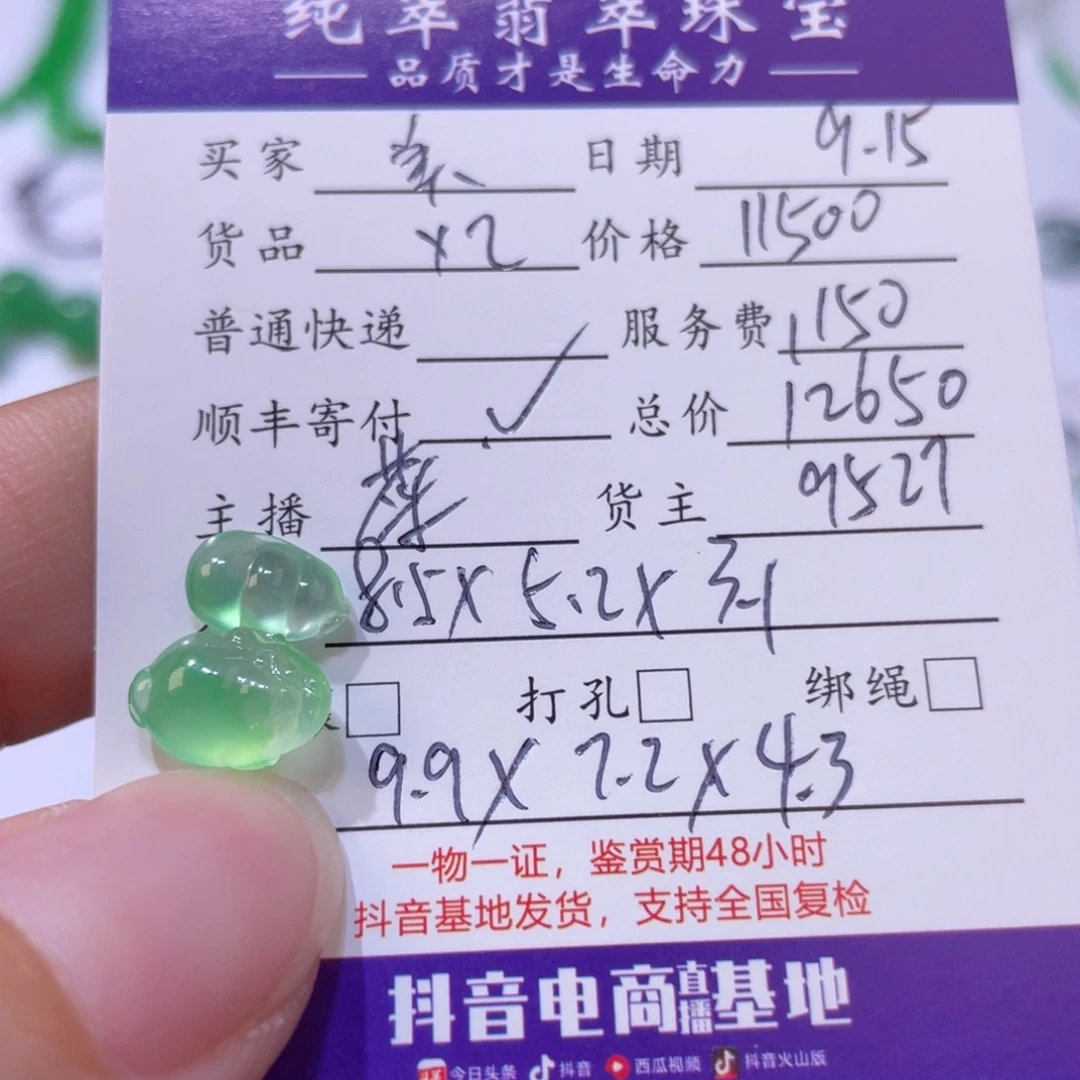 纯翠翡翠珠宝
品质才是生命力
买家 日期 9.15
货品 x2 价格 11500
普通快递 服务费 1150
顺丰寄付 ✓ 总价 12650
主播 货主 9527
8.5x5.2x3.1
打孔 绑绳
9.9x7.2x4.3
一物一证，鉴赏期48小时
抖音基地发货，支持全国复检
抖音电商直播基地
今日头条 抖音 西瓜视频 抖音火山版